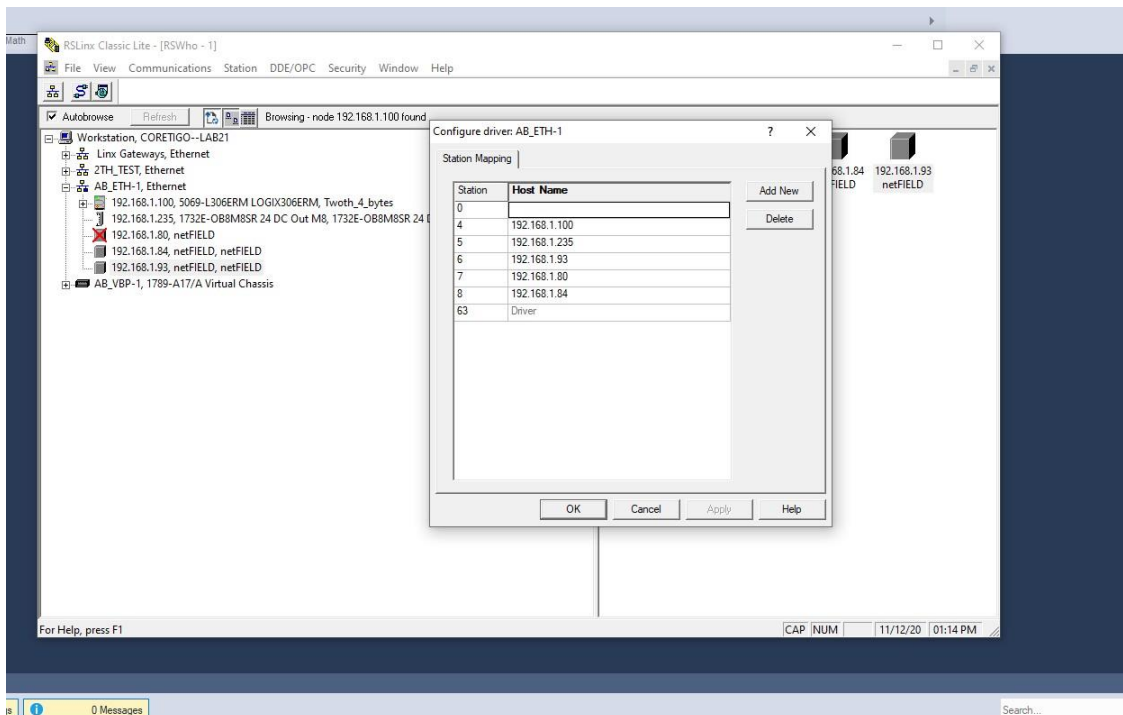 Math
RSLinx Classic Lite - [RSWho - 1]
File View Communications Station DDE/OPC Security Window Help
Autobrowse Refresh Browsing - node 192.168.1.100 found
Workstation, CORETIGO--LAB21
Linx Gateways, Ethernet
2TH_TEST, Ethernet
AB_ETH-1, Ethernet
192.168.1.100, 5069-L306ERM LOGIX306ERM, Twoth_4_bytes
192.168.1.235, 1732E-OB8M8SR 24 DC Out M8, 1732E-OB8M8SR 24
192.168.1.80, netFIELD
192.168.1.84, netFIELD, netFIELD
192.168.1.93, netFIELD, netFIELD
AB_VBP-1, 1789-A17/A Virtual Chassis
Configure driver: AB_ETH-1 ? X
Station Mapping
Station Host Name
0
4 192.168.1.100
5 192.168.1.235
6 192.168.1.93
7 192.168.1.80
8 192.168.1.84
63 Driver
Add New
Delete
OK Cancel Apply Help
68.1.84 192.168.1.93
FIELD netFIELD
For Help, press F1
CAP NUM 11/12/20 01:14 PM
gs 0 Messages
Search...